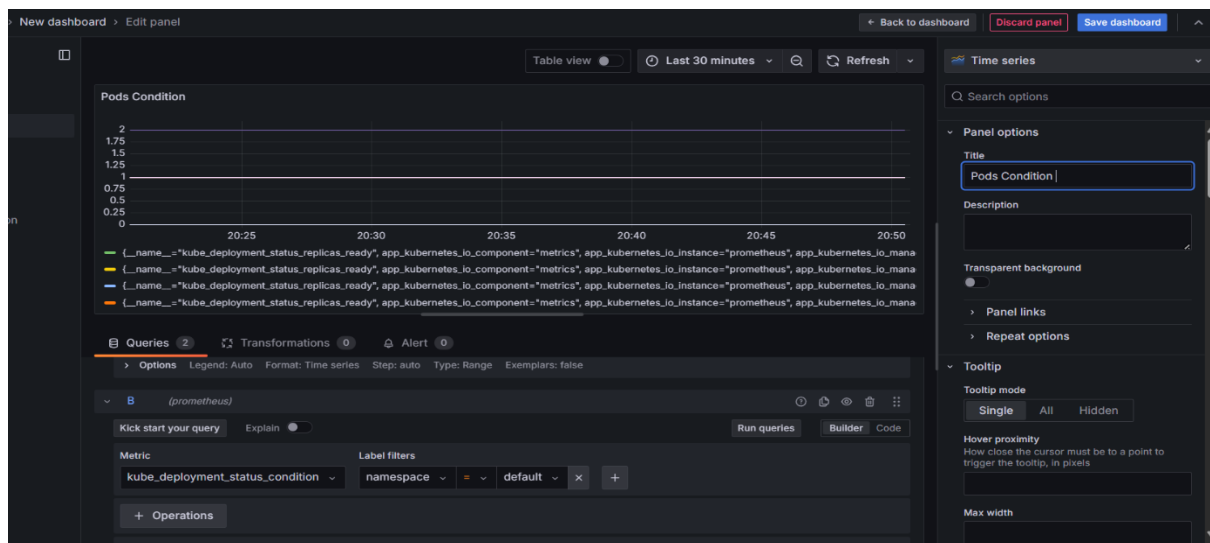 New dashboard > Edit panel
← Back to dashboard Discard panel Save dashboard
Table view Last 30 minutes Refresh
Time series
Pods Condition
Search options
2
1.75
1.5
1.25
1
0.75
0.5
0.25
0
20:25 20:30 20:35 20:40 20:45 20:50
{__name__="kube_deployment_status_replicas_ready", app_kubernetes_io_component="metrics", app_kubernetes_io_instance="prometheus", app_kubernetes_io_mana
{__name__="kube_deployment_status_replicas_ready", app_kubernetes_io_component="metrics", app_kubernetes_io_instance="prometheus", app_kubernetes_io_mana
{__name__="kube_deployment_status_replicas_ready", app_kubernetes_io_component="metrics", app_kubernetes_io_instance="prometheus", app_kubernetes_io_mana
{__name__="kube_deployment_status_replicas_ready", app_kubernetes_io_component="metrics", app_kubernetes_io_instance="prometheus", app_kubernetes_io_mana
on
Queries 2 Transformations 0 Alert 0
> Options Legend: Auto Format: Time series Step: auto Type: Range Exemplars: false
B (prometheus)
Kick start your query Explain Run queries Builder Code
Metric Label filters
kube_deployment_status_condition namespace = default × +
+ Operations
Panel options
Title
Pods Condition
Description
Transparent background
> Panel links
> Repeat options
Tooltip
Tooltip mode
Single All Hidden
Hover proximity
How close the cursor must be to a point to
trigger the tooltip, in pixels
Max width